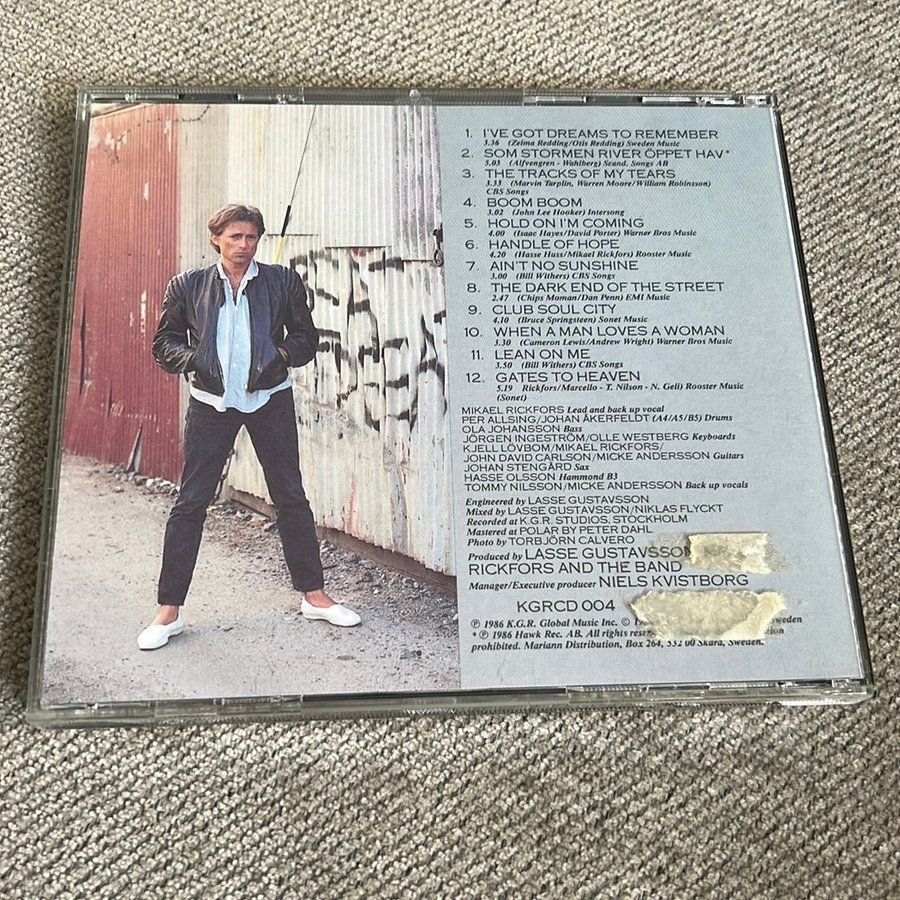 1. I'VE GOT DREAMS TO REMEMBER
3.36 (Zelma Redding/Otis Redding) Sweden Music
2. SOM STORMEN RIVER ÖPPET HAV*
5.03 (Alfvengren - Wahlberg) Scand. Songs AB
3. THE TRACKS OF MY TEARS
3.33 (Marvin Tarplin, Warren Moore/William Robinsson)
CBS Songs
4. BOOM BOOM
3.02 (John Lee Hooker) Intersong
5. HOLD ON I'M COMING
4.00 (Isaac Hayes/David Porter) Warner Bros Music
6. HANDLE OF HOPE
4.20 (Hasse Huss/Mikael Rickfors) Rooster Music
7. AIN'T NO SUNSHINE
3.00 (Bill Withers) CBS Songs
8. THE DARK END OF THE STREET
2.47 (Chips Moman/Dan Penn) EMI Music
9. CLUB SOUL CITY
4.10 (Bruce Springsteen) Sonet Music
10. WHEN A MAN LOVES A WOMAN
3.30 (Cameron Lewis/Andrew Wright) Warner Bros Music
11. LEAN ON ME
3.50 (Bill Withers) CBS Songs
12. GATES TO HEAVEN
5.19 Rickfors/Marcello - T. Nilson - N. Geli) Rooster Music
(Sonet)
MIKAEL RICKFORS Lead and back up vocal
PER ALLSING/JOHAN ÅKERFELDT (A4/A5/B5) Drums
OLA JOHANSSON Bass
JÖRGEN INGESTRÖM/OLLE WESTBERG Keyboards
KJELL LÖVBOM/MIKAEL RICKFORS/
JOHN DAVID CARLSON/MICKE ANDERSSON Guitars
JOHAN STENGÅRD Sax
HASSE OLSSON Hammond B3
TOMMY NILSSON/MICKE ANDERSSON Back up vocals
Engineered by LASSE GUSTAVSSON
Mixed by LASSE GUSTAVSSON/NIKLAS FLYCKT
Recorded at K.G.R. STUDIOS, STOCKHOLM
Mastered at POLAR BY PETER DAHL
Photo by TORBJÖRN CALVERO
Produced by LASSE GUSTAVSSON
RICKFORS AND THE BAND
Manager/Executive producer NIELS KVISTBORG
KGRCD 004
℗ 1986 K.G.R. Global Music Inc. © Sweden
* ℗ 1986 Hawk Rec. AB. All rights
prohibited. Mariann Distribution, Box 264, 532 00 Skara, Sweden.